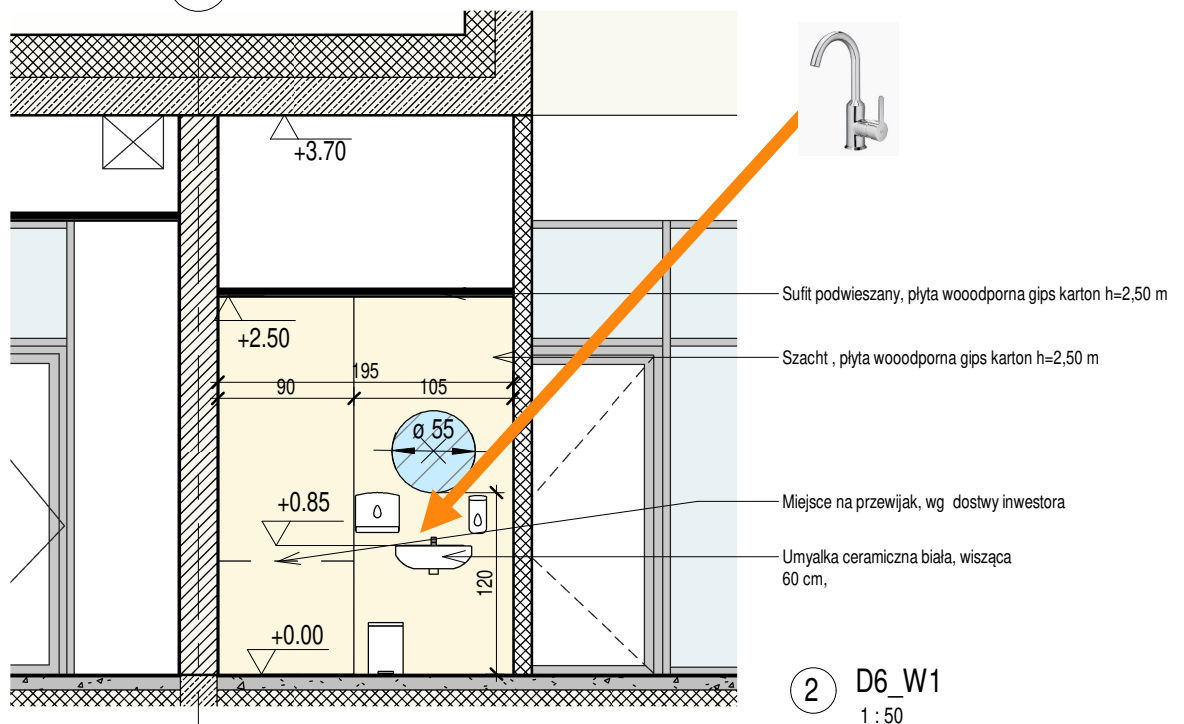 +3.70
Sufit podwieszany, płyta wooodporna gips karton h=2,50 m
+2.50
Szacht , płyta wooodporna gips karton h=2,50 m
195
90
105
ø 55
+0.85
Miejsce na przewijak, wg dostwy inwestora
Umyalka ceramiczna biała, wisząca
60 cm,
120
+0.00
2
D6_W1
1 : 50